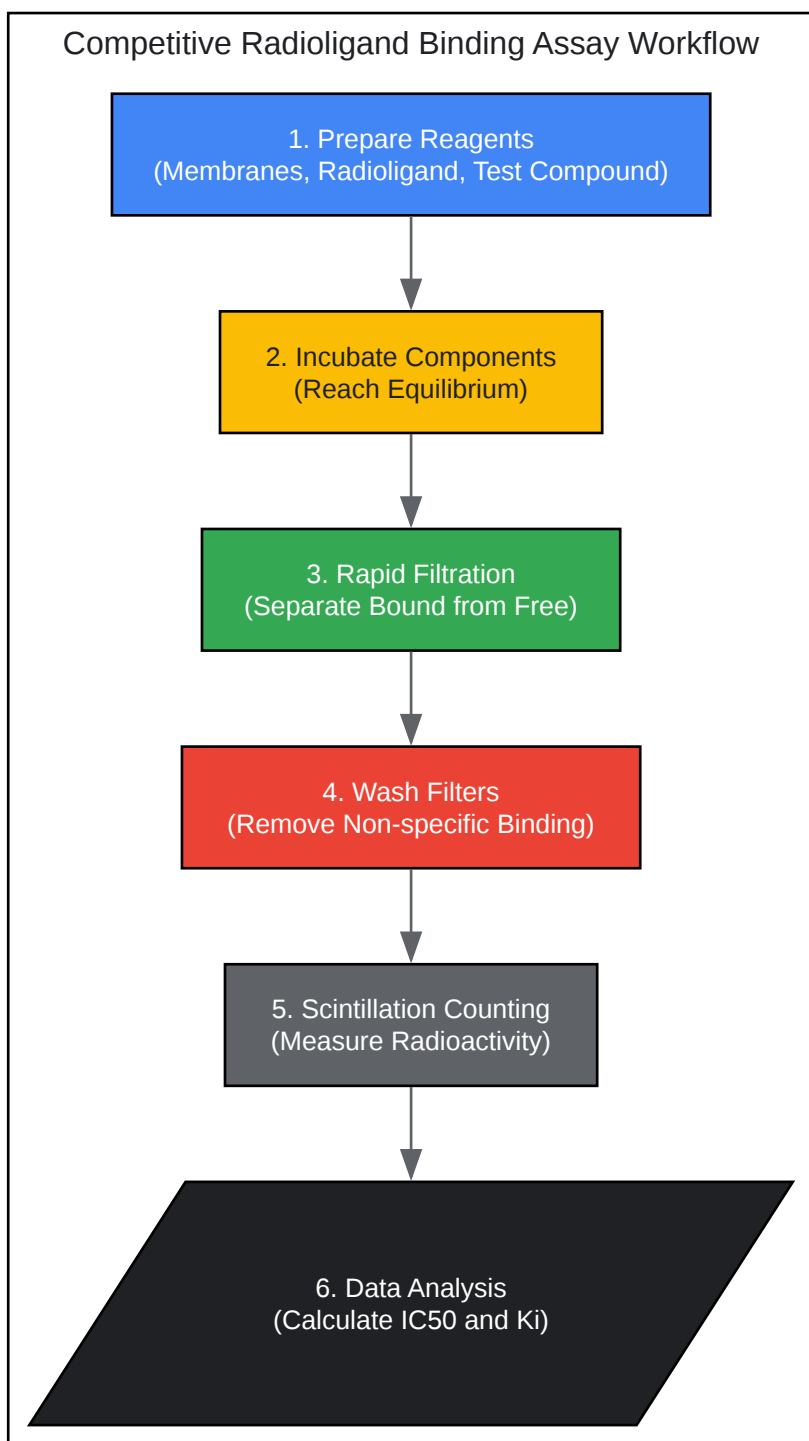 Competitive Radioligand Binding Assay Workflow
1. Prepare Reagents
(Membranes, Radioligand, Test Compound)
2. Incubate Components
(Reach Equilibrium)
3. Rapid Filtration
(Separate Bound from Free)
4. Wash Filters
(Remove Non-specific Binding)
5. Scintillation Counting
(Measure Radioactivity)
6. Data Analysis
(Calculate IC50 and Ki)